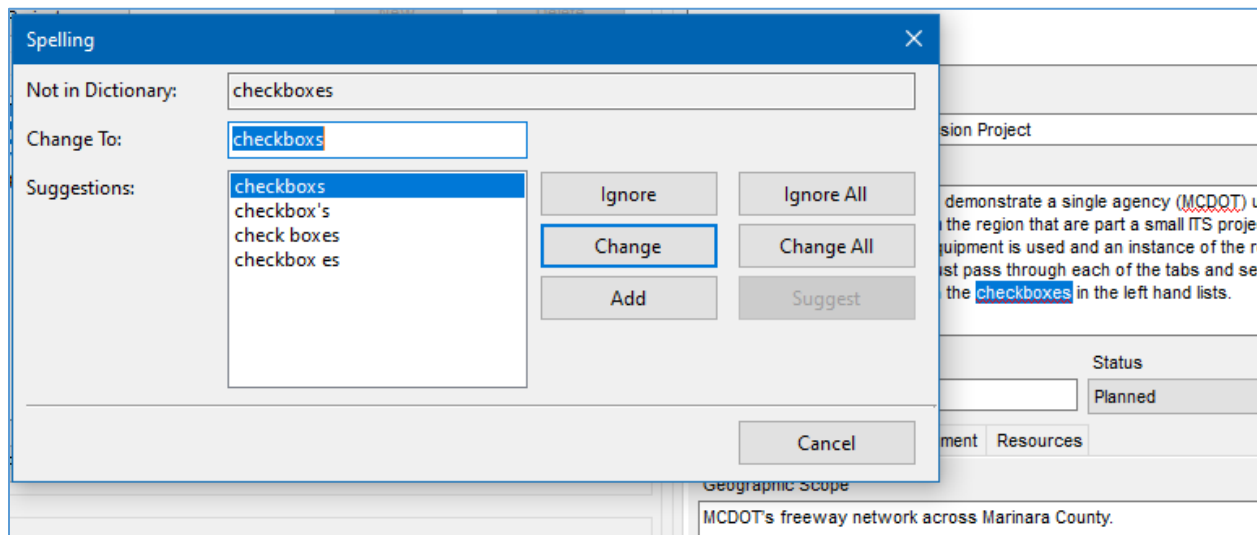 New Delete
Spelling
Not in Dictionary: checkboxes
Change To: checkboxs
Suggestions:
checkboxs
checkbox's
check boxes
checkbox es
Ignore Ignore All
Change Change All
Add Suggest
Cancel
sion Project
demonstrate a single agency (MCDOT) u
the region that are part a small ITS proje
quipment is used and an instance of the r
ust pass through each of the tabs and se
the checkboxes in the left hand lists.
Status
Planned
ment Resources
Geographic Scope
MCDOT's freeway network across Marinara County.